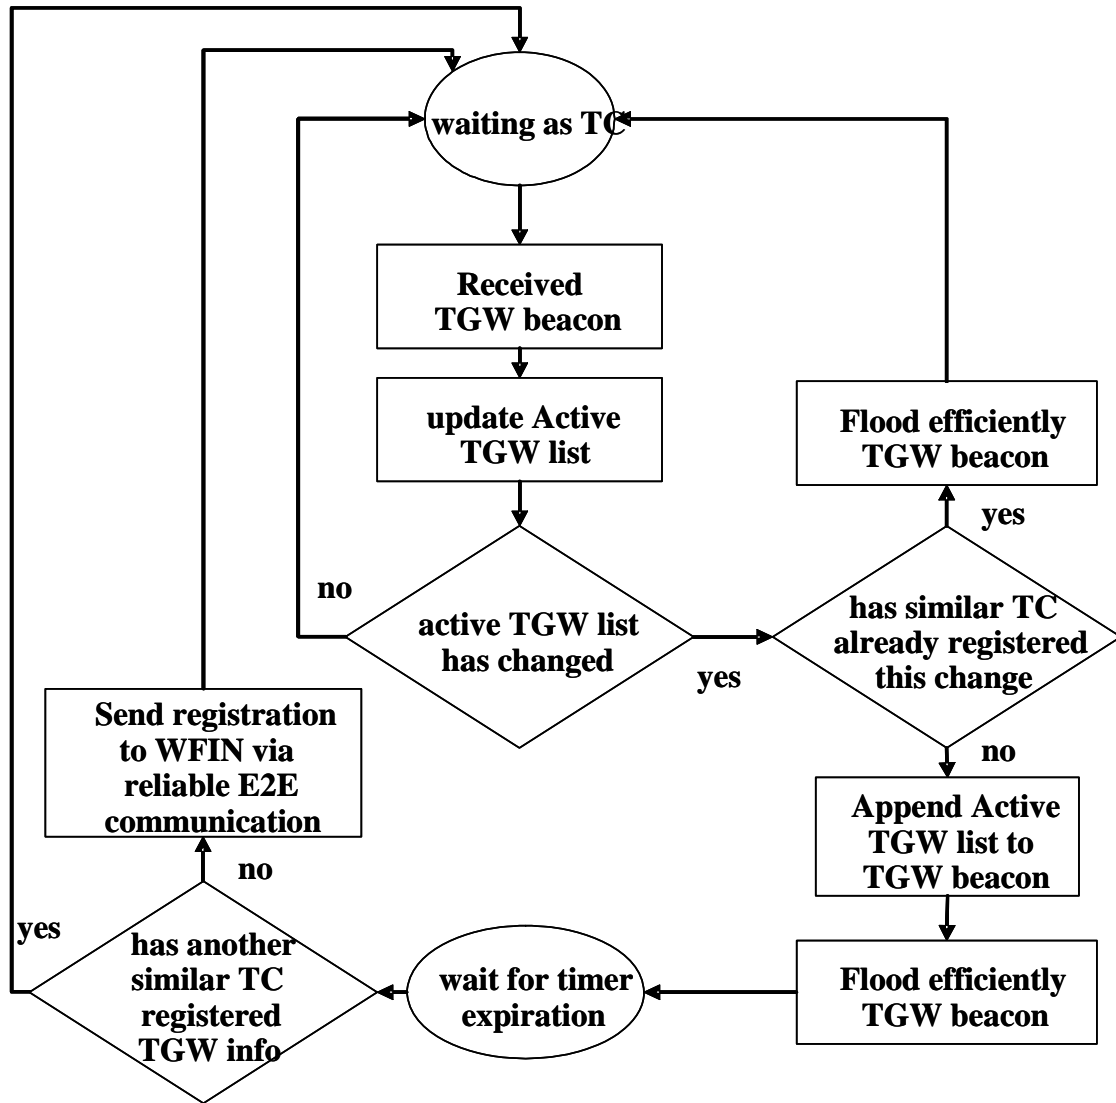 waiting as TC
Received
TGW beacon
update Active
TGW list
Flood efficiently
TGW beacon
yes
no
active TGW list
has changed
yes
has similar TC
already registered
this change
no
Send registration
to WFIN via
reliable E2E
communication
Append Active
TGW list to
TGW beacon
no
yes
has another
similar TC
registered
TGW info
wait for timer
expiration
Flood efficiently
TGW beacon